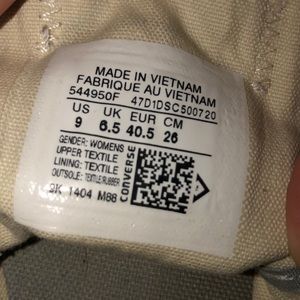 MADE IN VIETNAM
FABRIQUE AU VIETNAM
544950F 47D1DSC500720
US UK EUR CM
9 6.5 40.5 26
GENDER: WOMENS
UPPER: TEXTILE
LINING: TEXTILE
OUTSOLE: TEXTILE/RUBBER
2K 1404 M88
CONVERSE